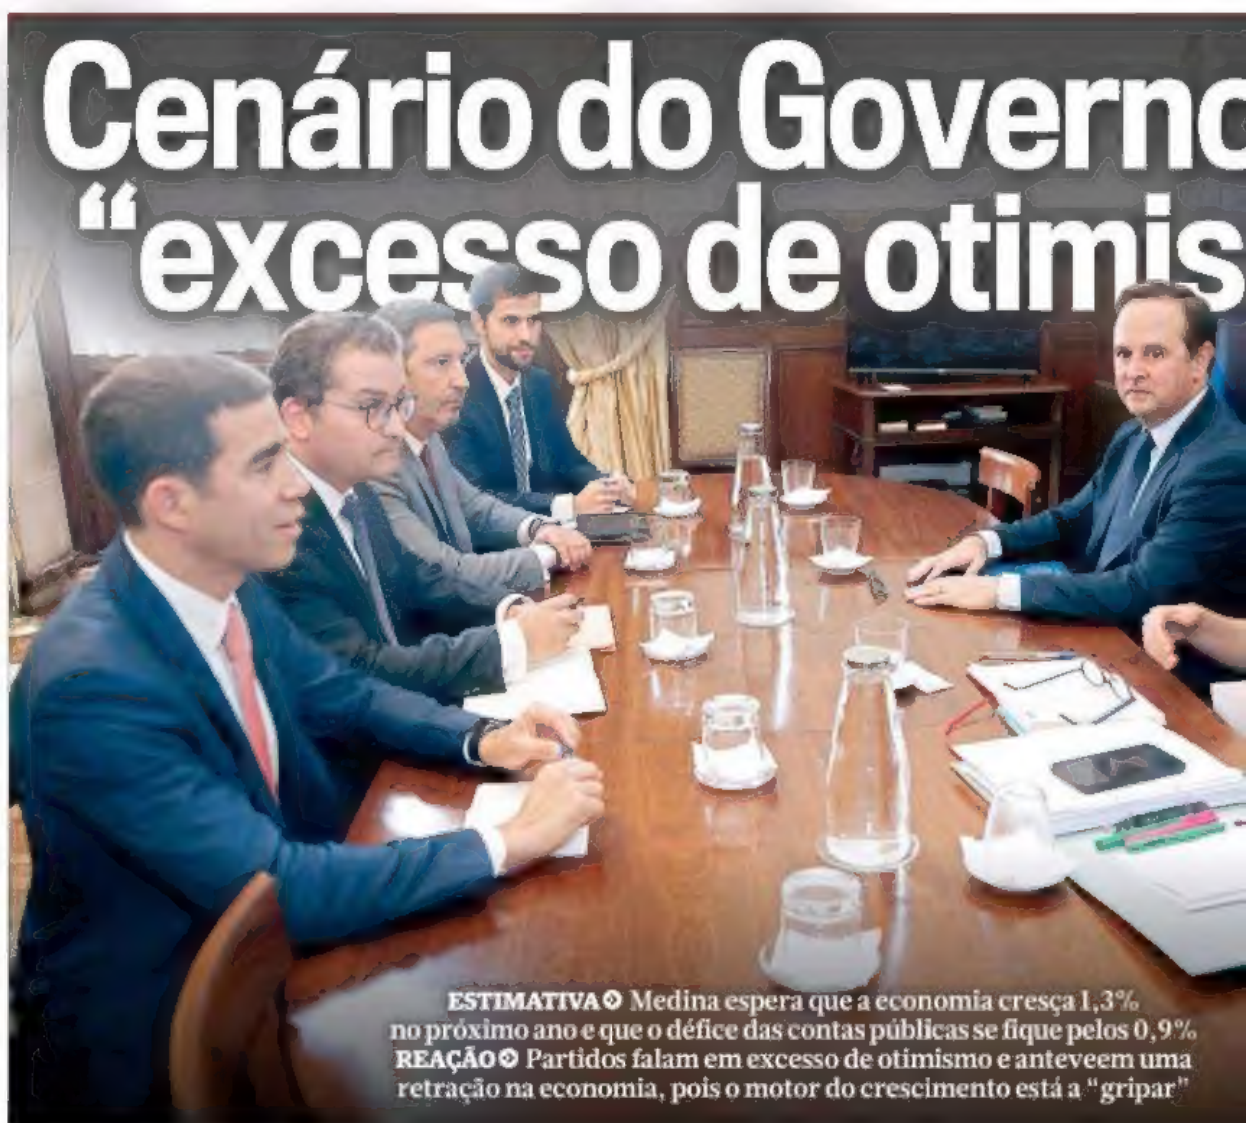 Cenário do Governo
“excesso de otimis
ESTIMATIVA Medina espera que a economia cresça 1,3%
no próximo ano e que o défice das contas públicas se fique pelos 0,9%
REAÇÃO Partidos falam em excesso de otimismo e anteveem uma
retração na economia, pois o motor do crescimento está a “gripar”